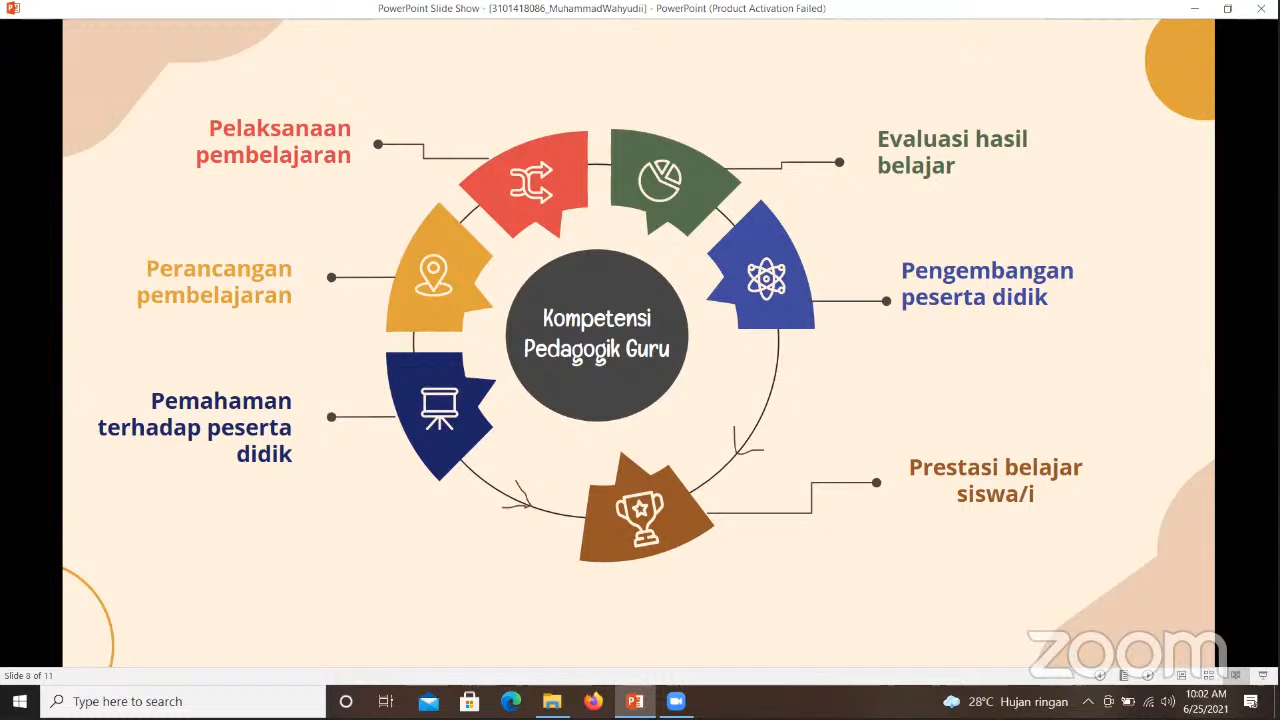 PowerPoint Slide Show - [3101418086_MuhammadWahyudii] - PowerPoint (Product Activation Failed)
Pelaksanaan
pembelajaran
Evaluasi hasil
belajar
Perancangan
pembelajaran
Pengembangan
peserta didik
Kompetensi
Pedagogik Guru
Pemahaman
terhadap peserta
didik
Prestasi belajar
siswa/i
zoom
Slide 8 of 11
Type here to search
28°C Hujan ringan
10:02 AM
6/25/2021